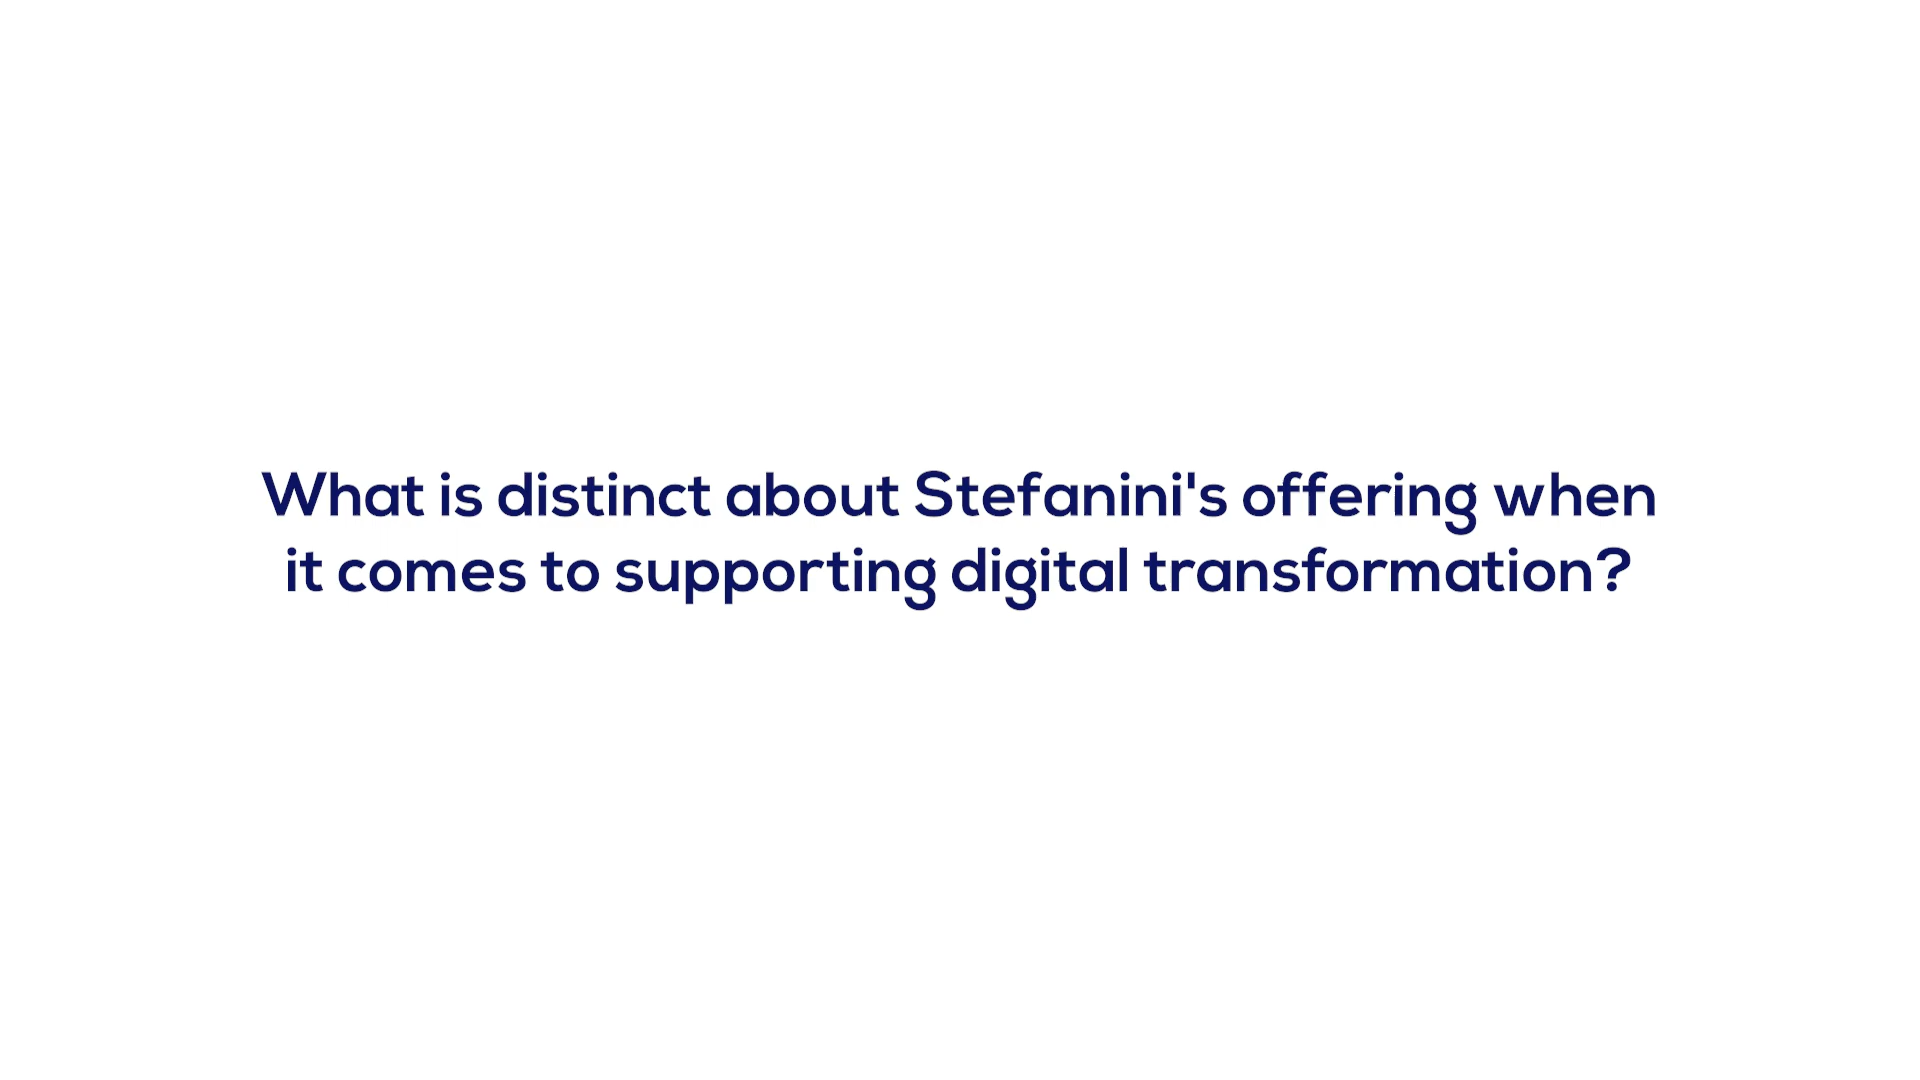 What is distinct about Stefanini's offering when
it comes to supporting digital transformation?